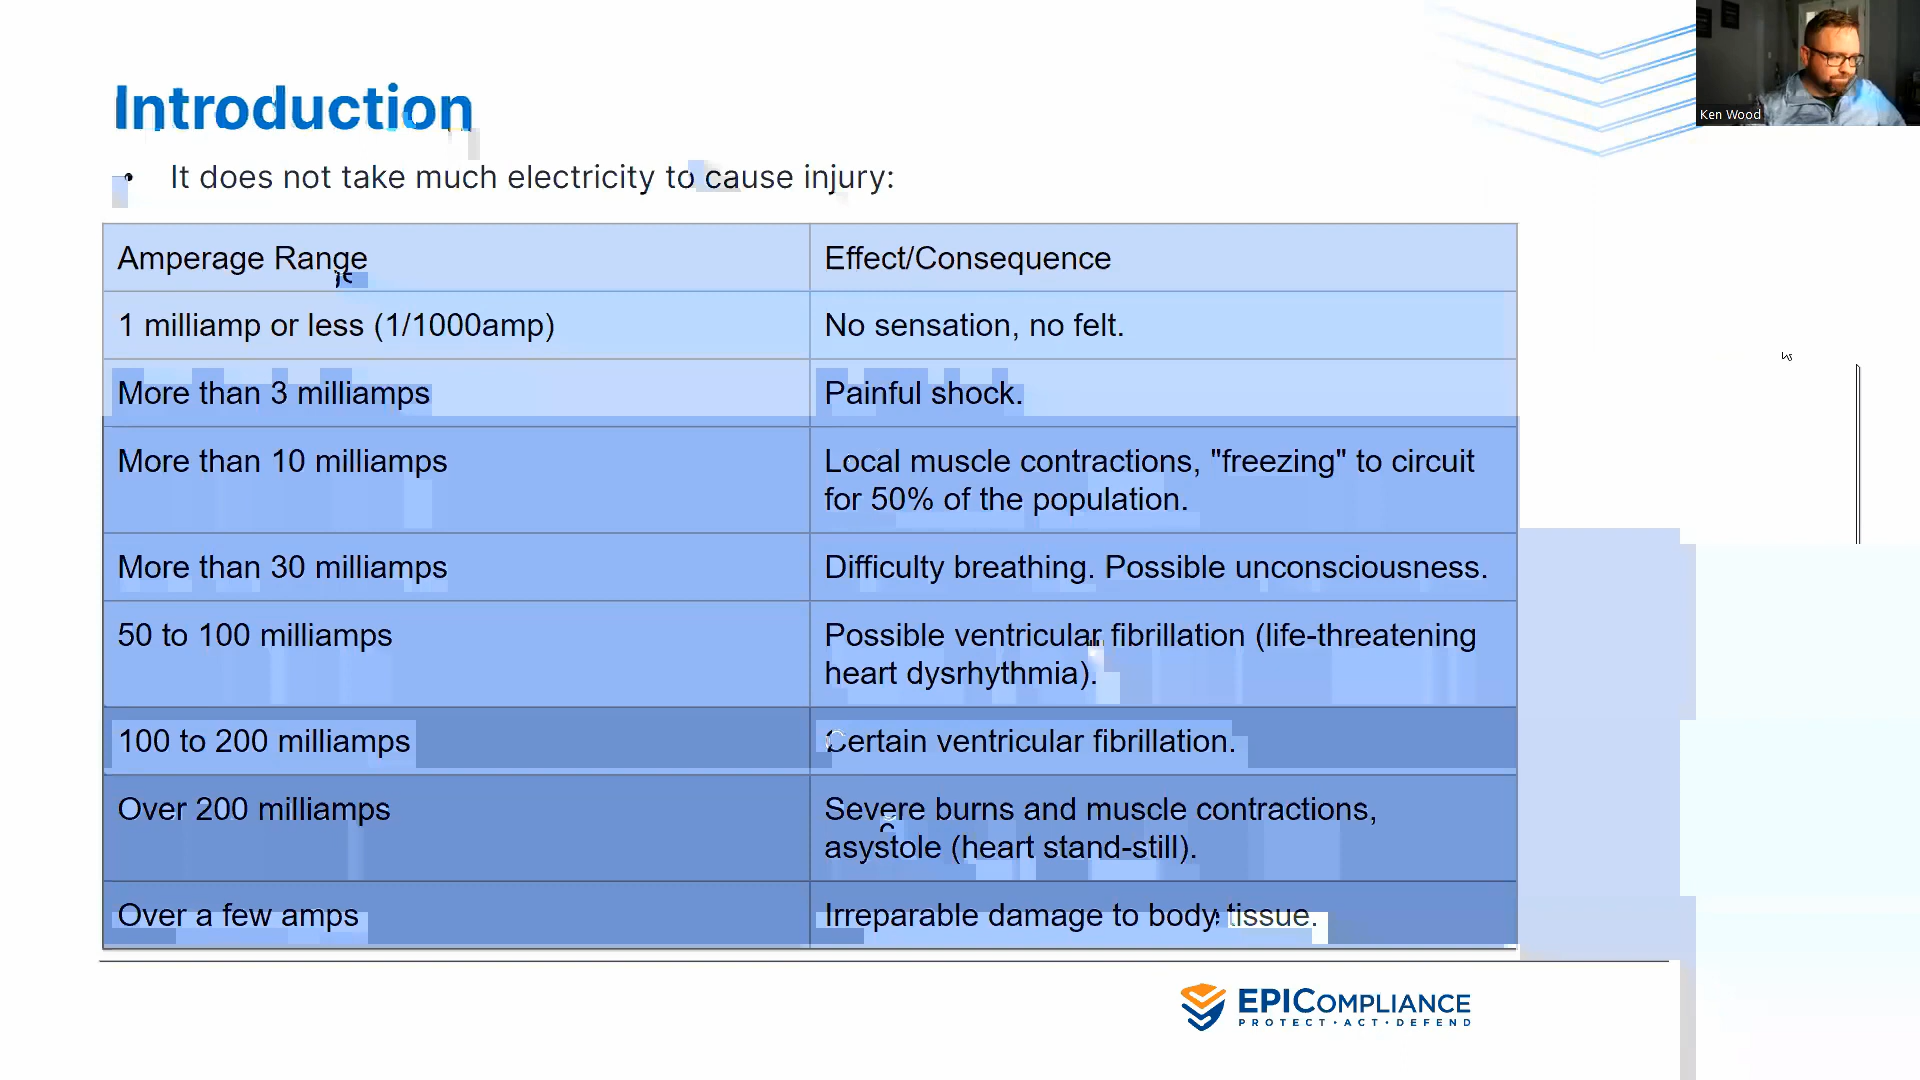 Ken Wood
Introduction
• It does not take much electricity to cause injury:
Amperage Range Effect/Consequence
1 milliamp or less (1/1000amp) No sensation, no felt.
More than 3 milliamps Painful shock.
More than 10 milliamps Local muscle contractions, "freezing" to circuit
for 50% of the population.
More than 30 milliamps Difficulty breathing. Possible unconsciousness.
50 to 100 milliamps Possible ventricular fibrillation (life-threatening
heart dysrhythmia).
100 to 200 milliamps Certain ventricular fibrillation.
Over 200 milliamps Severe burns and muscle contractions,
asystole (heart stand-still).
Over a few amps Irreparable damage to body tissue.
EPICOMPLIANCE
PROTECT • ACT • DEFEND